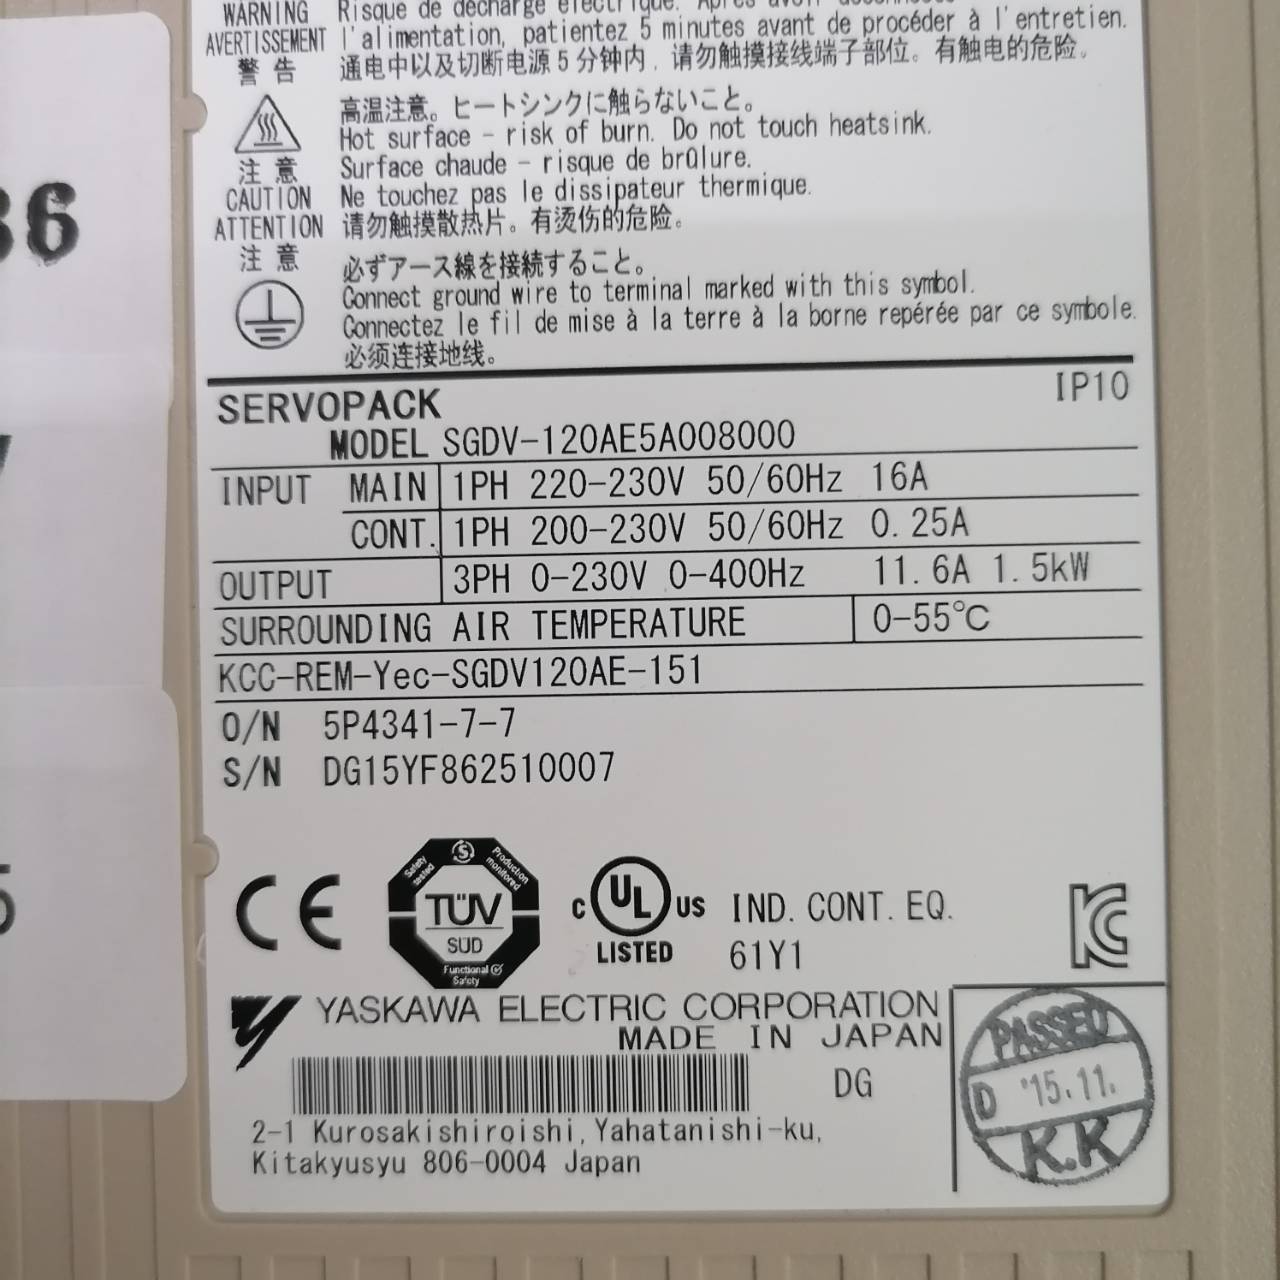 WARNING Risque de décharge électrique. Après avoir
AVERTISSEMENT l'alimentation, patientez 5 minutes avant de procéder à l'entretien.
警 告 通电中以及切断电源5分钟内,请勿触摸接线端子部位。有触电的危险。
高温注意。ヒートシンクに触らないこと。
Hot surface - risk of burn. Do not touch heatsink.
注 意 Surface chaude - risque de brûlure.
CAUTION Ne touchez pas le dissipateur thermique.
ATTENTION 请勿触摸散热片。有烫伤的危险。
注 意
必ずアース線を接続すること。
Connect ground wire to terminal marked with this symbol.
Connectez le fil de mise à la terre à la borne repérée par ce symbole.
必须连接地线。
SERVOPACK IP10
MODEL SGDV-120AE5A008000
INPUT MAIN 1PH 220-230V 50/60Hz 16A
CONT. 1PH 200-230V 50/60Hz 0.25A
OUTPUT 3PH 0-230V 0-400Hz 11.6A 1.5kW
SURROUNDING AIR TEMPERATURE 0-55℃
KCC-REM-Yec-SGDV120AE-151
O/N 5P4341-7-7
S/N DG15YF862510007
CE
Safety tested
Production monitored
TÜV
SÜD
Functional Safety
C UL US IND. CONT. EQ.
LISTED 61Y1
YASKAWA ELECTRIC CORPORATION
MADE IN JAPAN
DG
2-1 Kurosakishiroishi, Yahatanishi-ku,
Kitakyusyu 806-0004 Japan
PASSED
D '15.11.
K.K
36
5